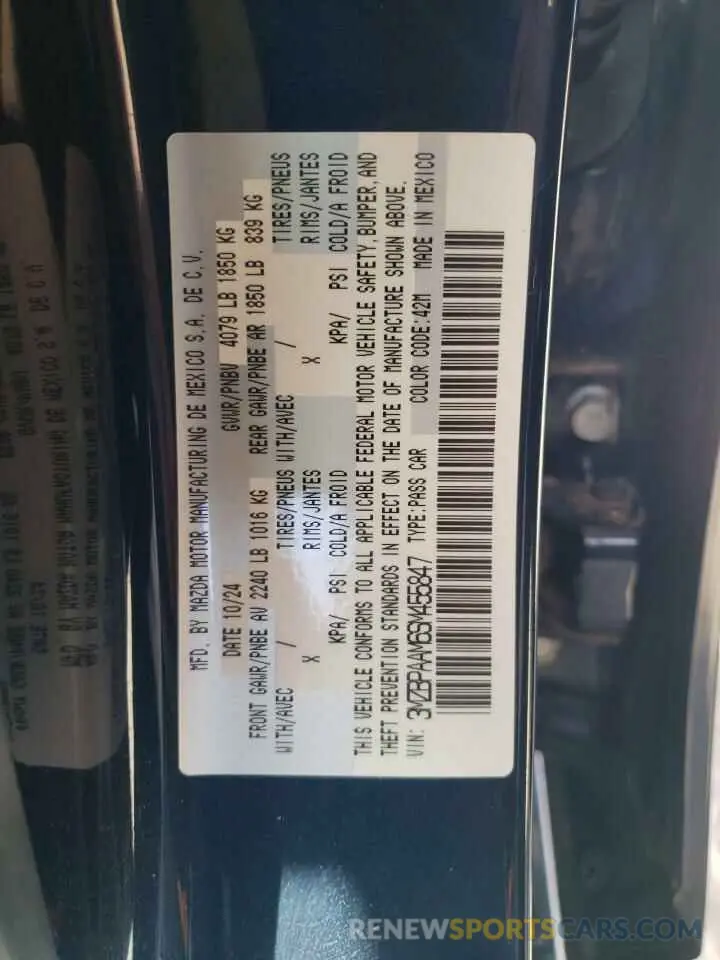 MFD. BY MAZDA MOTOR MANUFACTURING DE MEXICO S.A. DE C.V.
DATE 10/24 GVWR/PNBV 4079 LB 1850 KG
FRONT GAWR/PNBE AV 2240 LB 1016 KG REAR GAWR/PNBE AR 1850 LB 839 KG
WITH/AVEC / TIRES/PNEUS WITH/AVEC / TIRES/PNEUS
X RIMS/JANTES X RIMS/JANTES
KPA/ PSI COLD/A FROID KPA/ PSI COLD/A FROID
THIS VEHICLE CONFORMS TO ALL APPLICABLE FEDERAL MOTOR VEHICLE SAFETY, BUMPER, AND
THEFT PREVENTION STANDARDS IN EFFECT ON THE DATE OF MANUFACTURE SHOWN ABOVE.
VIN: 3MZBPAAM5SM455847 TYPE:PASS CAR COLOR CODE:42M MADE IN MEXICO
RENEWSPORTSCARS.COM